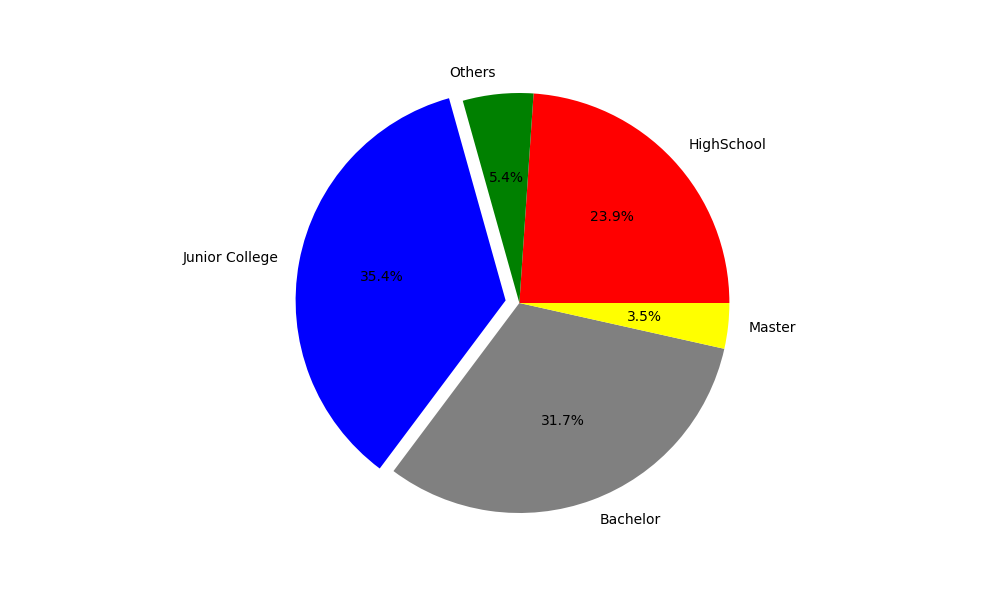 Others
HighSchool
5.4%
23.9%
Junior College
35.4%
3.5%
Master
31.7%
Bachelor